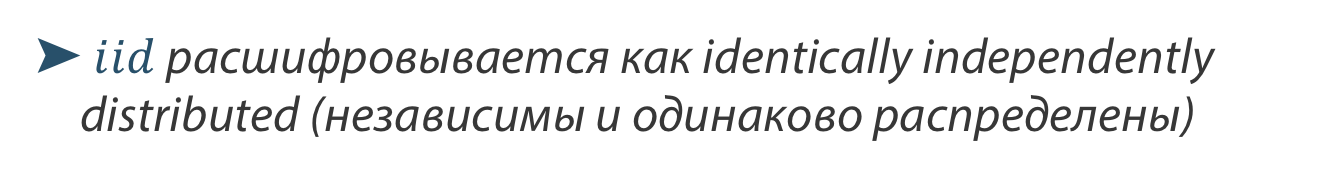 ➤ iid расшифровывается как identically independently
distributed (независимы и одинаково распределены)